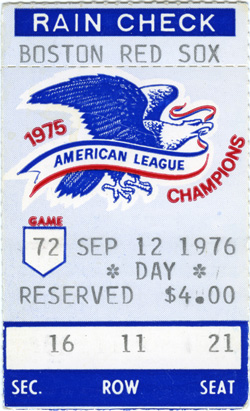 RAIN CHECK
BOSTON RED SOX
1975
AMERICAN LEAGUE
CHAMPIONS
GAME
72 SEP 12 1976
* DAY *
RESERVED $4.00
16 11 21
SEC. ROW SEAT